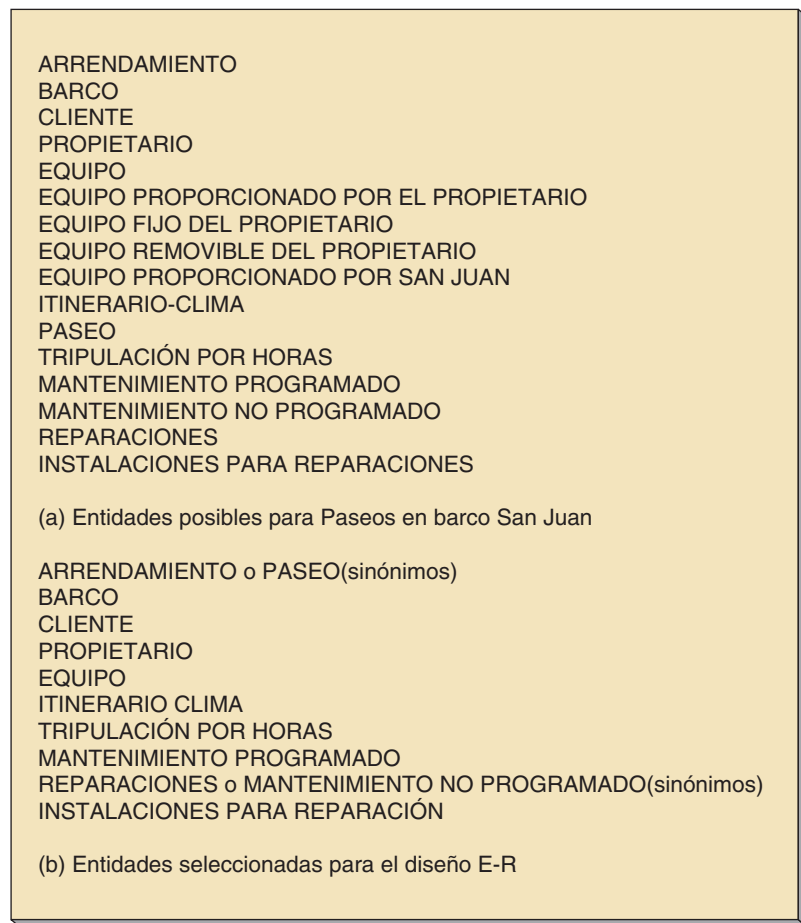 ARRENDAMIENTO
BARCO
CLIENTE
PROPIETARIO
EQUIPO
EQUIPO PROPORCIONADO POR EL PROPIETARIO
EQUIPO FIJO DEL PROPIETARIO
EQUIPO REMOVIBLE DEL PROPIETARIO
EQUIPO PROPORCIONADO POR SAN JUAN
ITINERARIO-CLIMA
PASEO
TRIPULACIÓN POR HORAS
MANTENIMIENTO PROGRAMADO
MANTENIMIENTO NO PROGRAMADO
REPARACIONES
INSTALACIONES PARA REPARACIONES
(a) Entidades posibles para Paseos en barco San Juan
ARRENDAMIENTO o PASEO(sinónimos)
BARCO
CLIENTE
PROPIETARIO
EQUIPO
ITINERARIO CLIMA
TRIPULACIÓN POR HORAS
MANTENIMIENTO PROGRAMADO
REPARACIONES o MANTENIMIENTO NO PROGRAMADO(sinónimos)
INSTALACIONES PARA REPARACIÓN
(b) Entidades seleccionadas para el diseño E-R